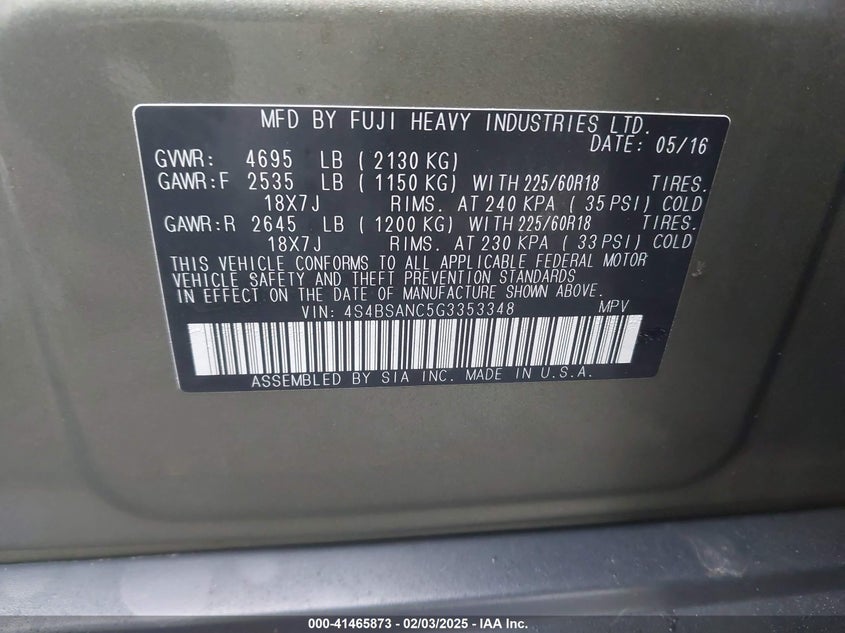 MFD BY FUJI HEAVY INDUSTRIES LTD.
DATE: 05/16
GVWR: 4695 LB ( 2130 KG)
GAWR:F 2535 LB ( 1150 KG) WITH 225/60R18 TIRES.
18X7J RIMS. AT 240 KPA ( 35 PSI) COLD
GAWR:R 2645 LB ( 1200 KG) WITH 225/60R18 TIRES.
18X7J RIMS. AT 230 KPA ( 33 PSI) COLD
THIS VEHICLE CONFORMS TO ALL APPLICABLE FEDERAL MOTOR
VEHICLE SAFETY AND THEFT PREVENTION STANDARDS
IN EFFECT ON THE DATE OF MANUFACTURE SHOWN ABOVE.
VIN: 4S4BSANC5G3353348 MPV
ASSEMBLED BY SIA INC. MADE IN U.S.A.
000-41465873 - 02/03/2025 - IAA Inc.